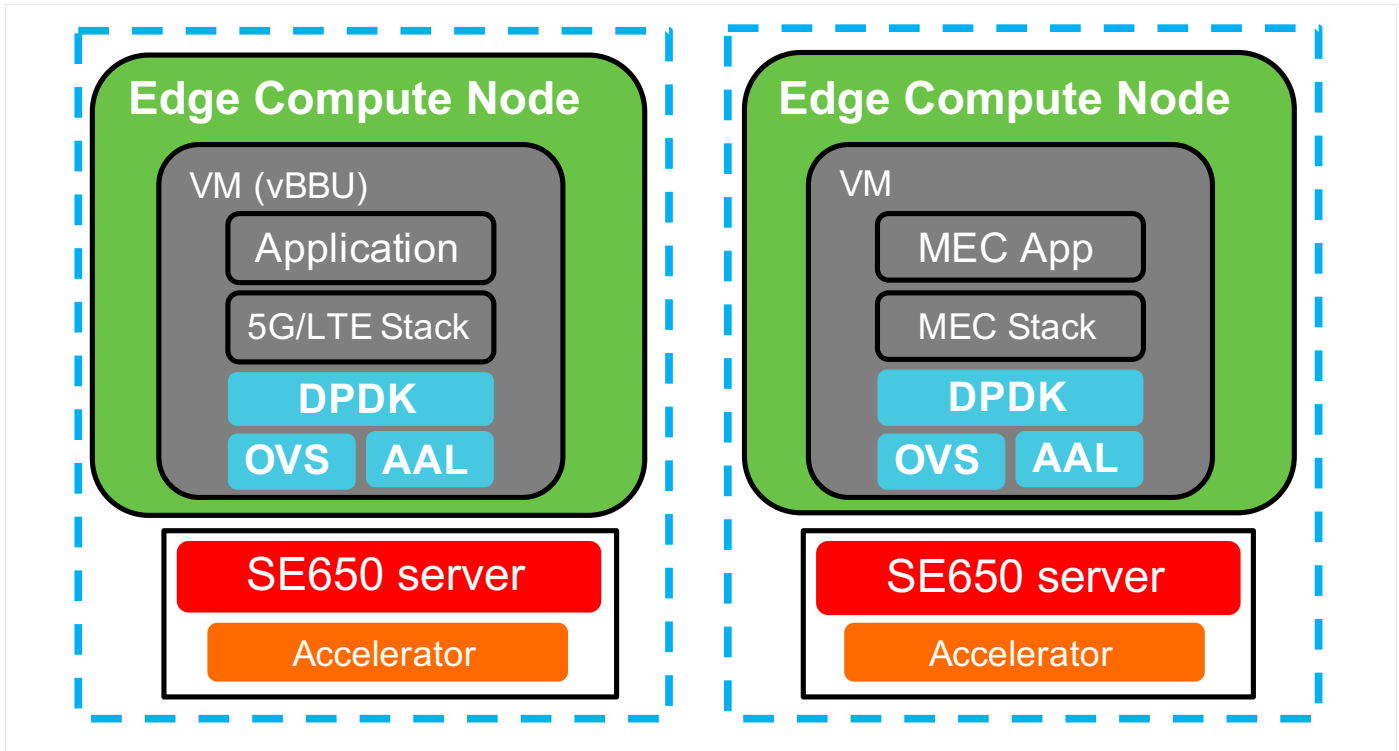 Edge Compute Node
VM (vBBU)
Application
5G/LTE Stack
DPDK
OVS
AAL
SE650 server
Accelerator
Edge Compute Node
VM
MEC App
MEC Stack
DPDK
OVS
AAL
SE650 server
Accelerator